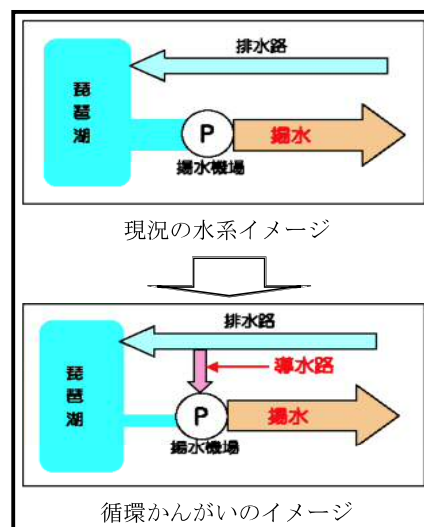 排水路
琵琶湖
P
揚水
揚水機場
現況の水系イメージ
排水路
導水路
琵琶湖
P
揚水
揚水機場
循環かんがいのイメージ